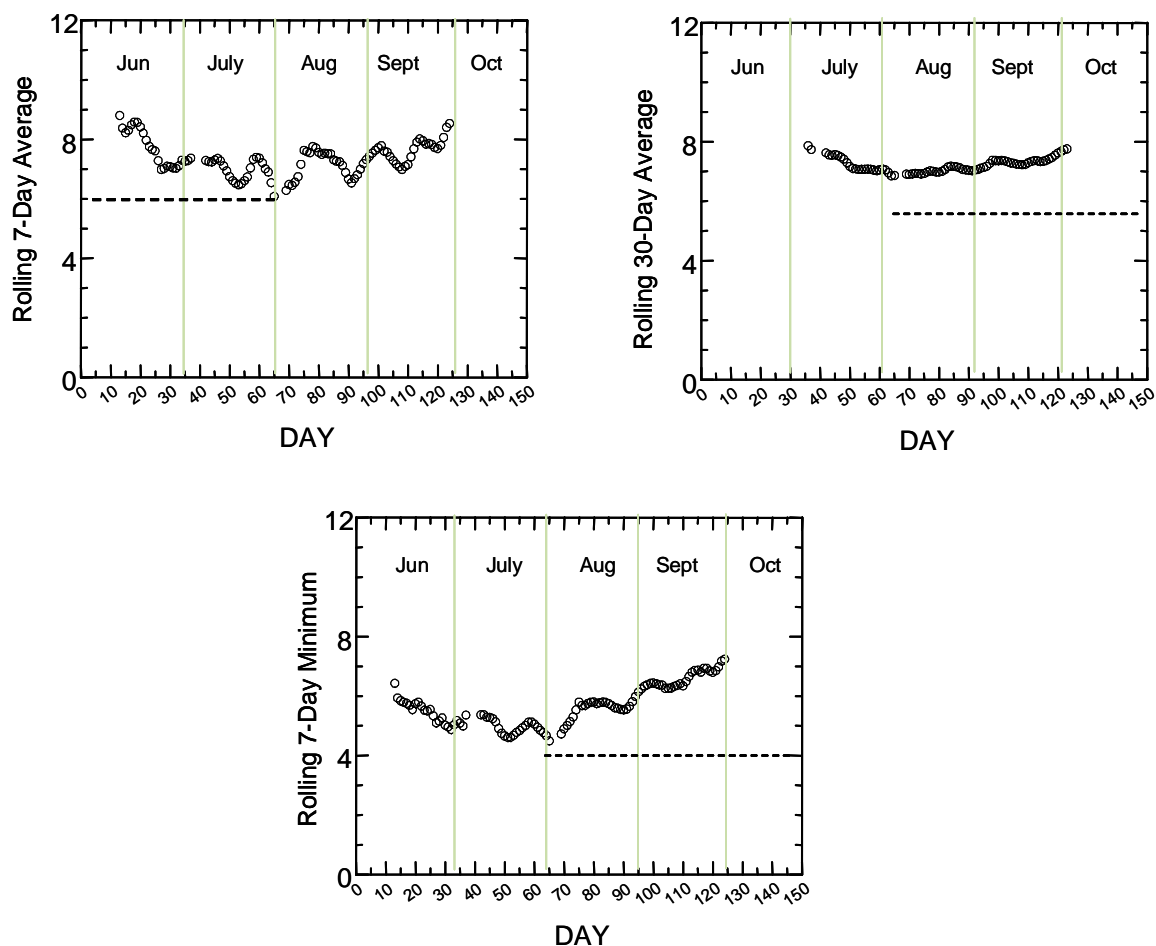 12
8
4
0
Rolling 7-Day Average
Jun July Aug Sept Oct
0 10 20 30 40 50 60 70 80 90 100 110 120 130 140 150
DAY
12
8
4
0
Rolling 30-Day Average
Jun July Aug Sept Oct
0 10 20 30 40 50 60 70 80 90 100 110 120 130 140 150
DAY
12
8
4
0
Rolling 7-Day Minimum
Jun July Aug Sept Oct
0 10 20 30 40 50 60 70 80 90 100 110 120 130 140 150
DAY